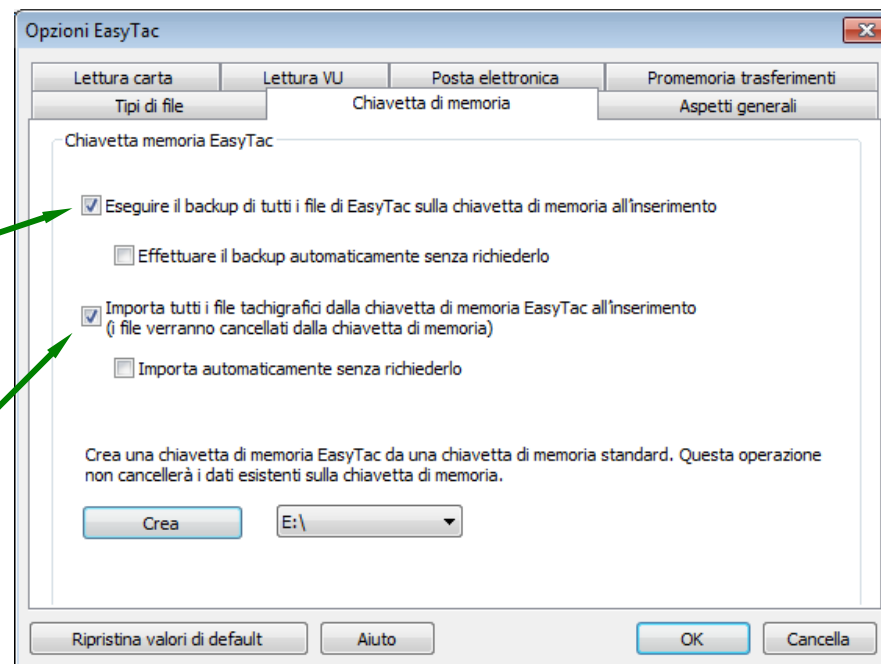 Opzioni EasyTac
Lettura carta Lettura VU Posta elettronica Promemoria trasferimenti
Tipi di file Chiavetta di memoria Aspetti generali
Chiavetta memoria EasyTac
Eseguire il backup di tutti i file di EasyTac sulla chiavetta di memoria all'inserimento
Effettuare il backup automaticamente senza richiederlo
Importa tutti i file tachigrafici dalla chiavetta di memoria EasyTac all'inserimento
(i file verranno cancellati dalla chiavetta di memoria)
Importa automaticamente senza richiederlo
Crea una chiavetta di memoria EasyTac da una chiavetta di memoria standard. Questa operazione
non cancellerà i dati esistenti sulla chiavetta di memoria.
Crea E:\
Ripristina valori di default Aiuto OK Cancella